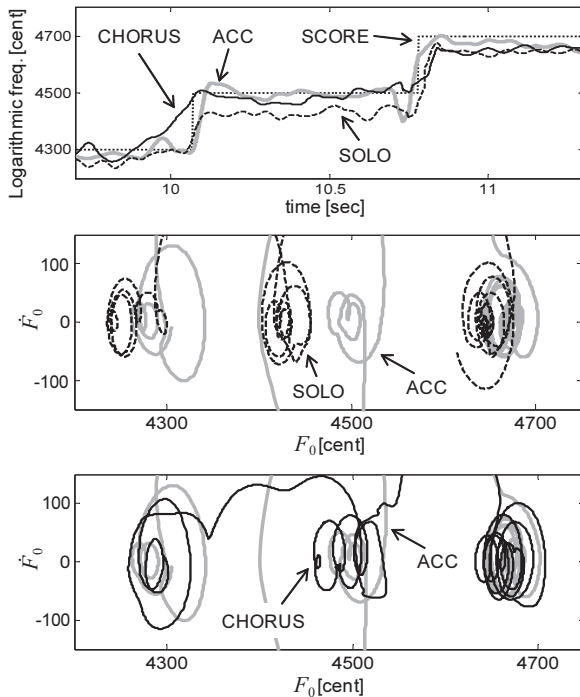 Logarithmic freq. [cent]
4700
4500
4300
CHORUS
ACC
SCORE
SOLO
10
10.5
11
time [sec]
Ḟ₀
100
0
-100
SOLO
ACC
4300
4500
4700
F₀ [cent]
Ḟ₀
100
0
-100
CHORUS
ACC
4300
4500
4700
F₀ [cent]